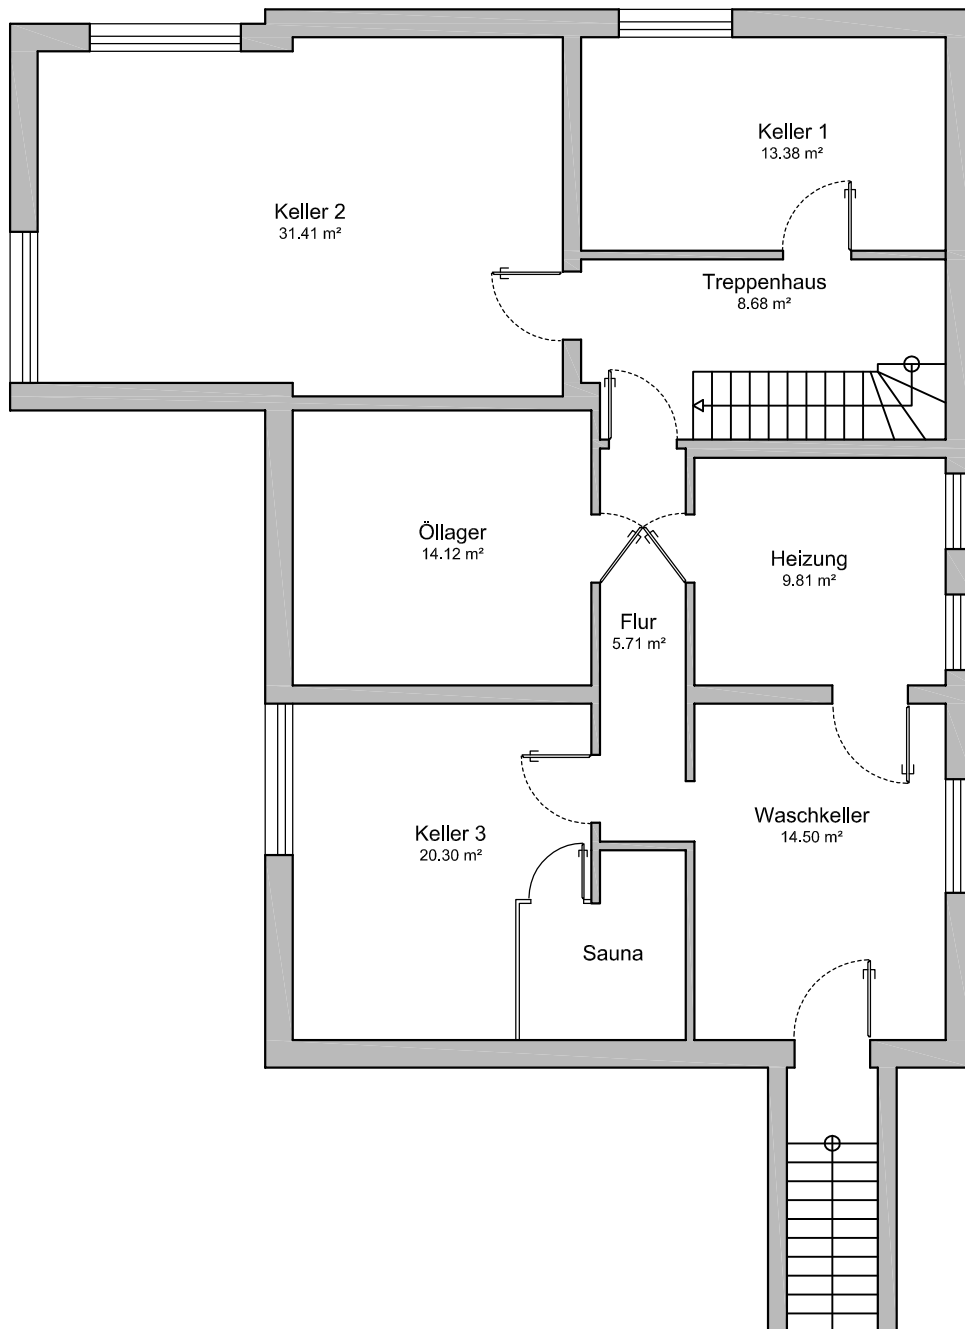 Keller 1
13.38 m²
Keller 2
31.41 m²
Treppenhaus
8.68 m²
Öllager
14.12 m²
Heizung
9.81 m²
Flur
5.71 m²
Waschkeller
14.50 m²
Keller 3
20.30 m²
Sauna